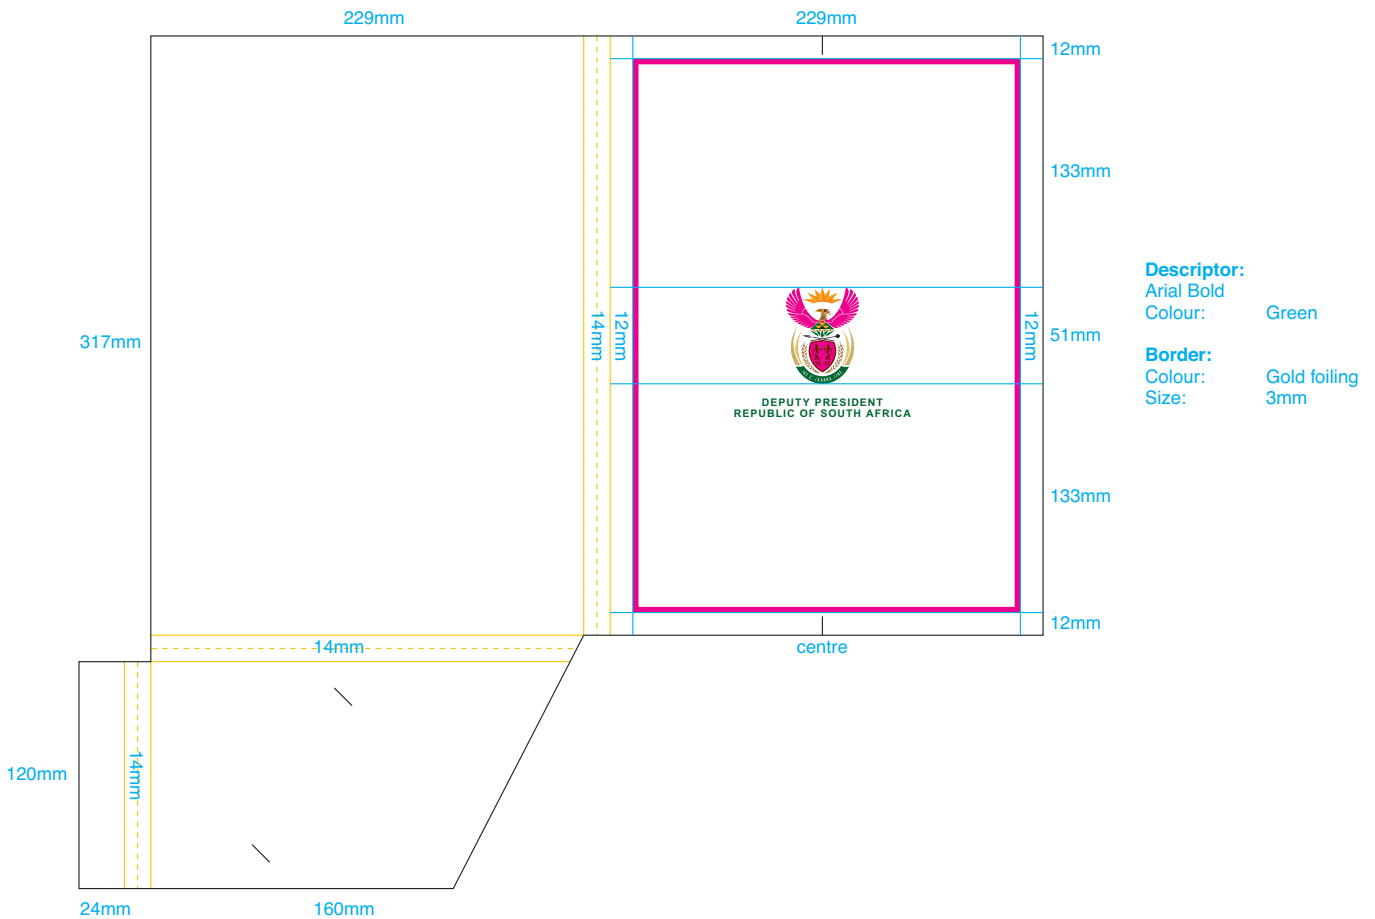 229mm
229mm
12mm
133mm
Descriptor:
Arial Bold
Colour: Green
317mm
14mm
12mm
12mm
51mm
Border:
Colour: Gold foiling
Size: 3mm
DEPUTY PRESIDENT
REPUBLIC OF SOUTH AFRICA
133mm
12mm
14mm
centre
120mm
14mm
24mm
160mm